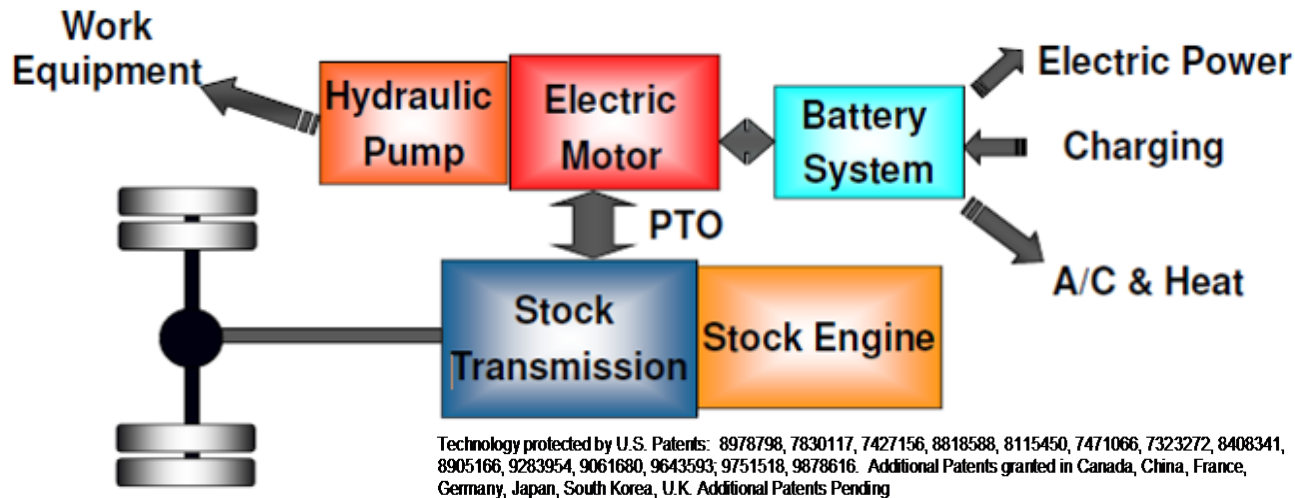 Work
Equipment
Hydraulic
Pump
Electric
Motor
Battery
System
Electric Power
Charging
A/C & Heat
PTO
Stock
Transmission
Stock Engine
Technology protected by U.S. Patents: 8978798, 7830117, 7427156, 8818588, 8115450, 7471066, 7323272, 8408341,
8905166, 9283954, 9061680, 9643593, 9751518, 9878616. Additional Patents granted in Canada, China, France,
Germany, Japan, South Korea, U.K. Additional Patents Pending